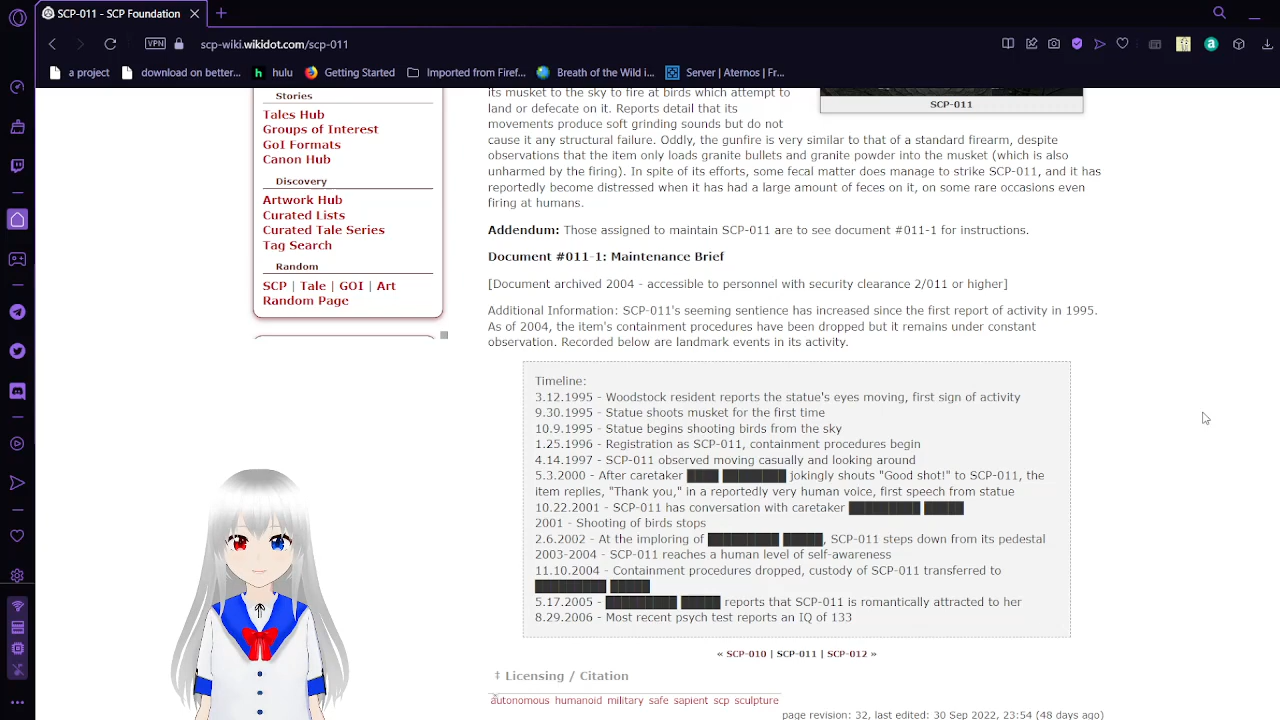 SCP-011 - SCP Foundation
VPN scp-wiki.wikidot.com/scp-011
a project download on better... hulu Getting Started Imported from Firef... Breath of the Wild i... Server | Aternos | Fr...
Stories
Tales Hub
Groups of Interest
GoI Formats
Canon Hub
Discovery
Artwork Hub
Curated Lists
Curated Tale Series
Tag Search
Random
SCP | Tale | GOI | Art
Random Page
its musket to the sky to fire at birds which attempt to
land or defecate on it. Reports detail that its
movements produce soft grinding sounds but do not
cause it any structural failure. Oddly, the gunfire is very similar to that of a standard firearm, despite
observations that the item only loads granite bullets and granite powder into the musket (which is also
unharmed by the firing). In spite of its efforts, some fecal matter does manage to strike SCP-011, and it has
reportedly become distressed when it has had a large amount of feces on it, on some rare occasions even
firing at humans.
SCP-011
Addendum: Those assigned to maintain SCP-011 are to see document #011-1 for instructions.
Document #011-1: Maintenance Brief
[Document archived 2004 - accessible to personnel with security clearance 2/011 or higher]
Additional Information: SCP-011's seeming sentience has increased since the first report of activity in 1995.
As of 2004, the item's containment procedures have been dropped but it remains under constant
observation. Recorded below are landmark events in its activity.
Timeline:
3.12.1995 - Woodstock resident reports the statue's eyes moving, first sign of activity
9.30.1995 - Statue shoots musket for the first time
10.9.1995 - Statue begins shooting birds from the sky
1.25.1996 - Registration as SCP-011, containment procedures begin
4.14.1997 - SCP-011 observed moving casually and looking around
5.3.2000 - After caretaker ████ ████████ jokingly shouts "Good shot!" to SCP-011, the
item replies, "Thank you," in a reportedly very human voice, first speech from statue
10.22.2001 - SCP-011 has conversation with caretaker █████████ █████
2001 - Shooting of birds stops
2.6.2002 - At the imploring of █████████ █████, SCP-011 steps down from its pedestal
2003-2004 - SCP-011 reaches a human level of self-awareness
11.10.2004 - Containment procedures dropped, custody of SCP-011 transferred to
█████████ █████
5.17.2005 - █████████ █████ reports that SCP-011 is romantically attracted to her
8.29.2006 - Most recent psych test reports an IQ of 133
« SCP-010 | SCP-011 | SCP-012 »
‡ Licensing / Citation
autonomous humanoid military safe sapient scp sculpture
page revision: 32, last edited: 30 Sep 2022, 23:54 (48 days ago)